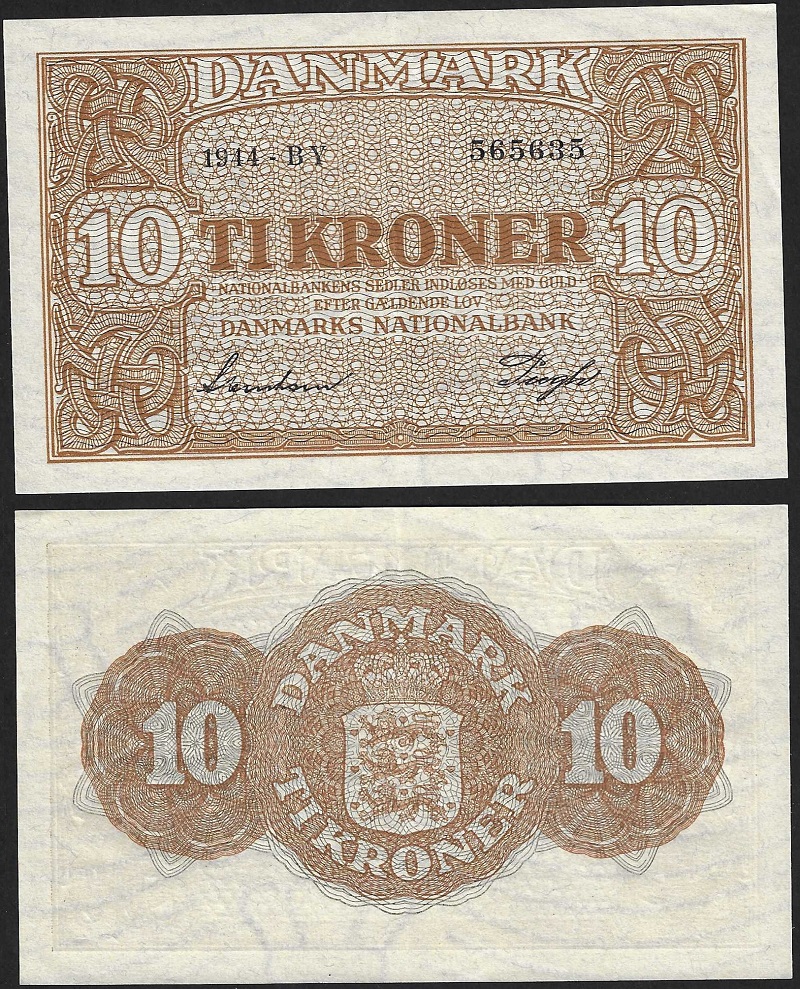 DANMARK
1944 - BY 565635
10 TI KRONER 10
NATIONALBANKENS SEDLER INDLØSES MED GULD
EFTER GÆLDENDE LOV
DANMARKS NATIONALBANK
DANMARK
10 10
TI KRONER